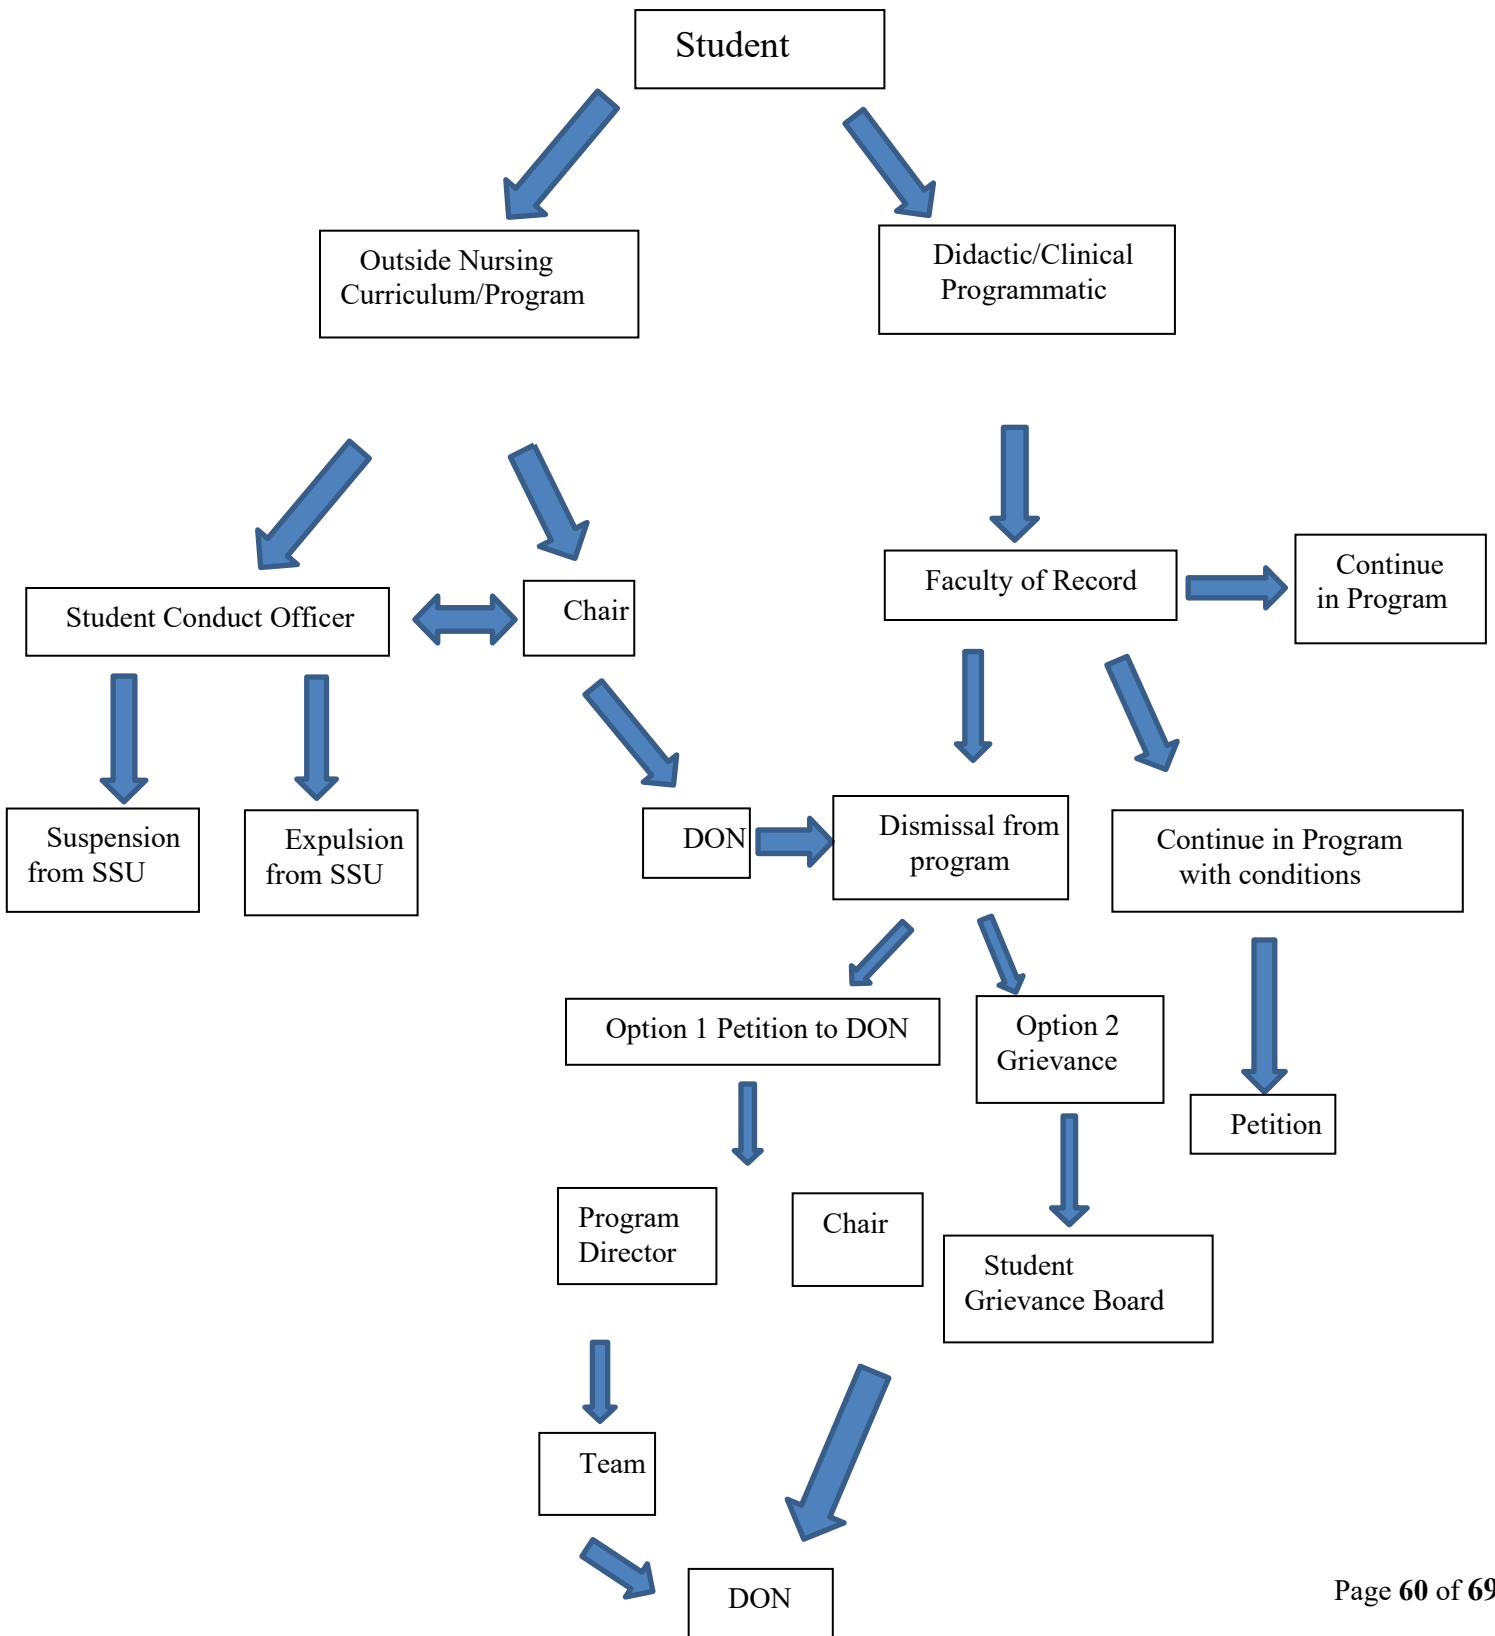 Student
Outside Nursing
Curriculum/Program
Didactic/Clinical
Programmatic
Student Conduct Officer
Chair
Faculty of Record
Continue
in Program
Suspension
from SSU
Expulsion
from SSU
DON
Dismissal from
program
Continue in Program
with conditions
Option 1 Petition to DON
Option 2
Grievance
Petition
Program
Director
Chair
Student
Grievance Board
Team
DON
Page 60 of 69